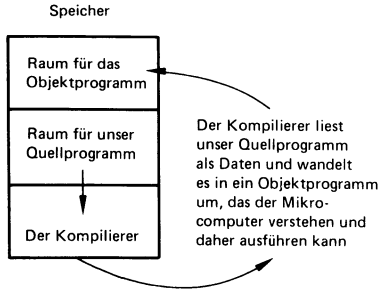 Speicher
Raum für das
Objektprogramm
Raum für unser
Quellprogramm
Der Kompilierer
Der Kompilierer liest
unser Quellprogramm
als Daten und wandelt
es in ein Objektprogramm
um, das der Mikro-
computer verstehen und
daher ausführen kann